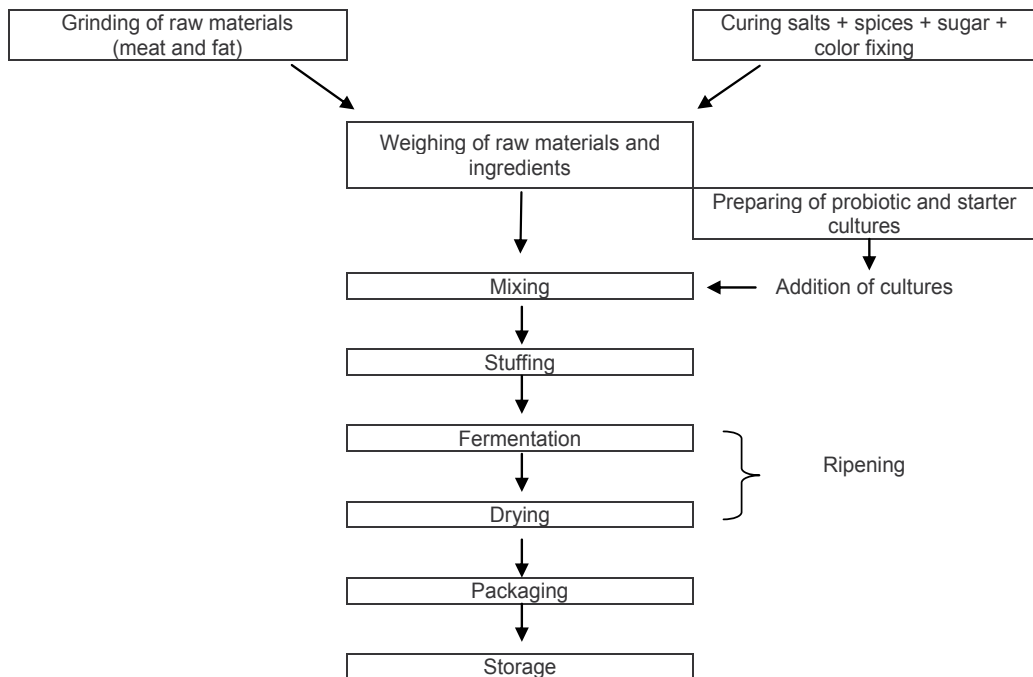 Grinding of raw materials
(meat and fat)
Curing salts + spices + sugar +
color fixing
Weighing of raw materials and
ingredients
Preparing of probiotic and starter
cultures
Mixing
Addition of cultures
Stuffing
Fermentation
Ripening
Drying
Packaging
Storage